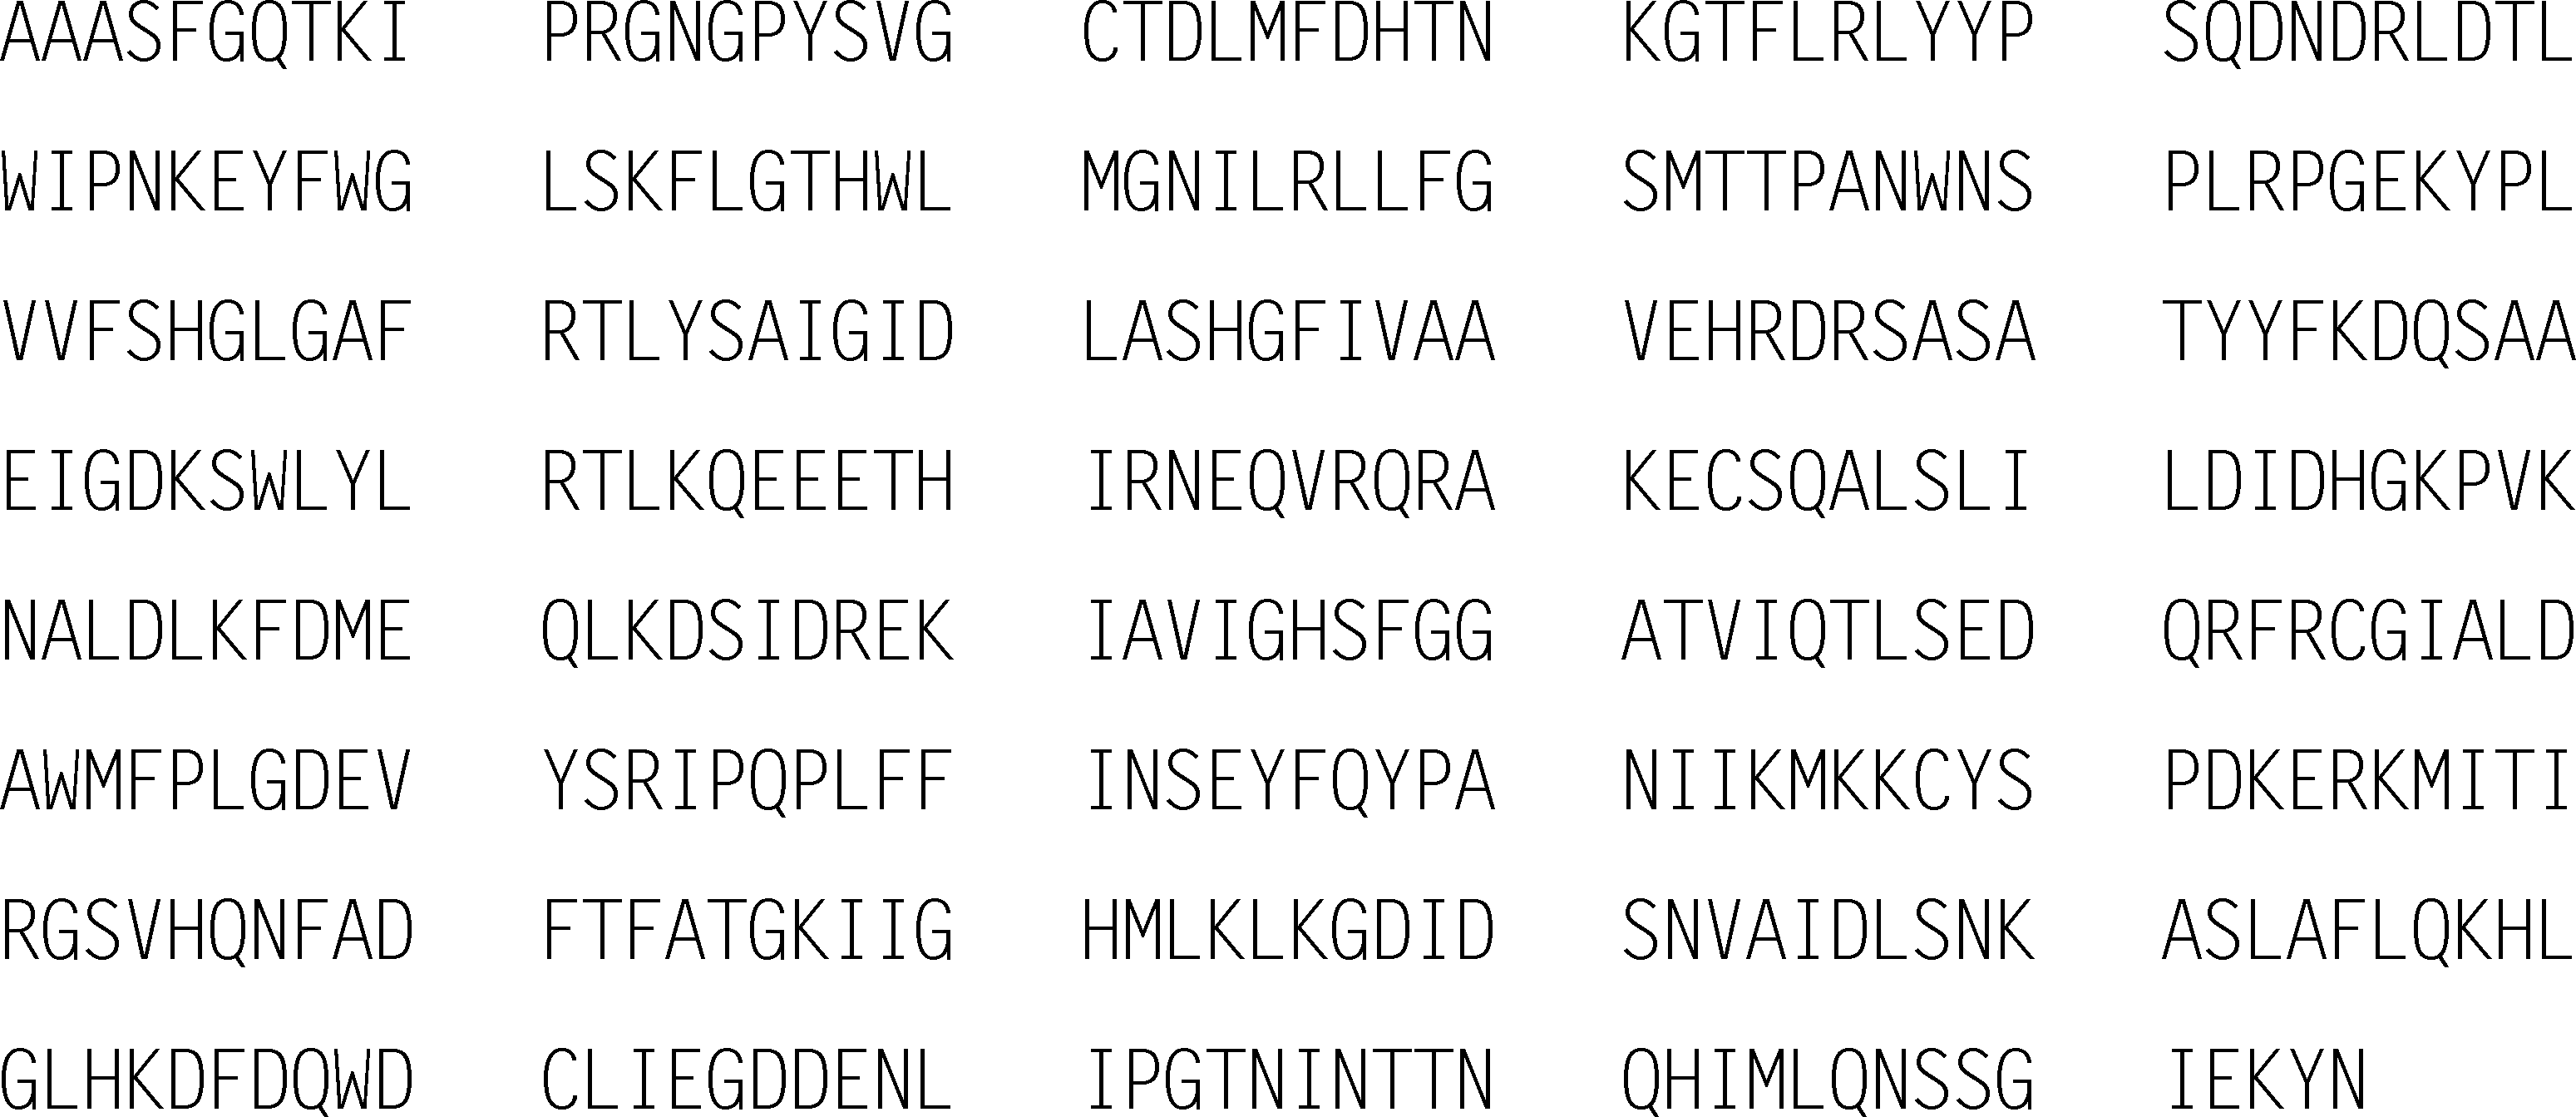 AAASFGQTKI PRGNGPYSVG CTDLMFDHTN KGTFLRLYYP SQDNDRLDTL
WIPNKEYFWG LSKFLGTHWL MGNILRLLFG SMTTPANWNS PLRPGEKYPL
VVFSHGLGAF RTLYSAIGID LASHGFIVAA VEHRDRSASA TYYFKDQSAA
EIGDKSWLYL RTLKQEEETH IRNEQVRQRA KECSQALSLI LDIDHGKPVK
NALDLKFDME QLKDSIDREK IAVIGHSFGG ATVIQTLSED QRFRCGIALD
AWMFPLGDEV YSRIPQPLFF INSEYFQYPA NIIKMKKCYS PDKERKMITI
RGSVHQNFAD FTFATGKIIG HMLKLKGDID SNVAIDLSNK ASLAFLQKHL
GLHKDFDQWD CLIEGDDENL IPGTNINTTN QHIMLQNSSG IEKYN